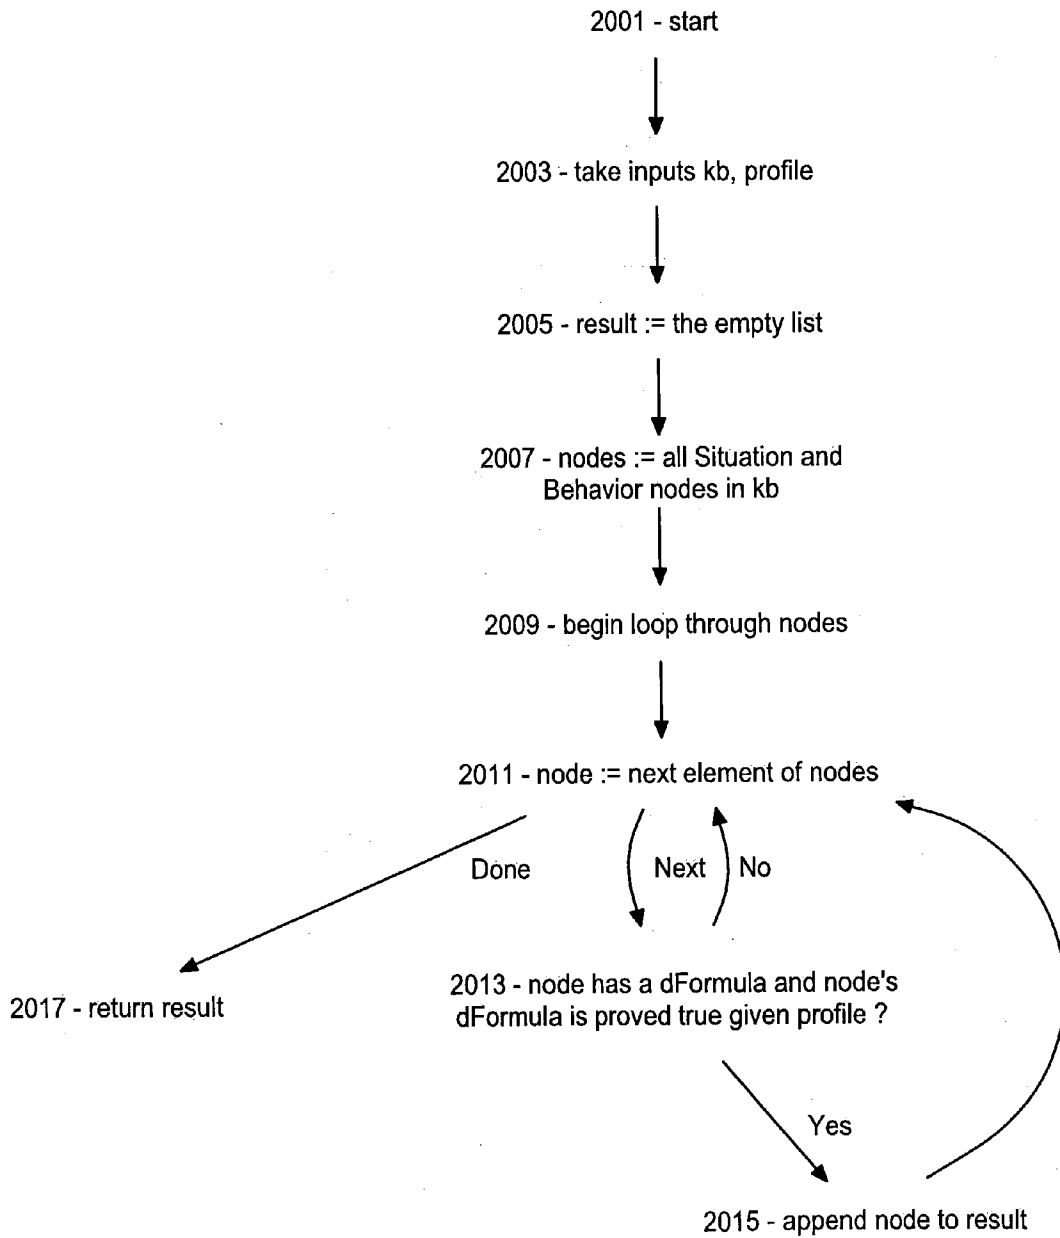 2001 - start
2003 - take inputs kb, profile
2005 - result := the empty list
2007 - nodes := all Situation and
Behavior nodes in kb
2009 - begin loop through nodes
2011 - node := next element of nodes
Done
Next
No
2013 - node has a dFormula and node's
dFormula is proved true given profile ?
2017 - return result
Yes
2015 - append node to result